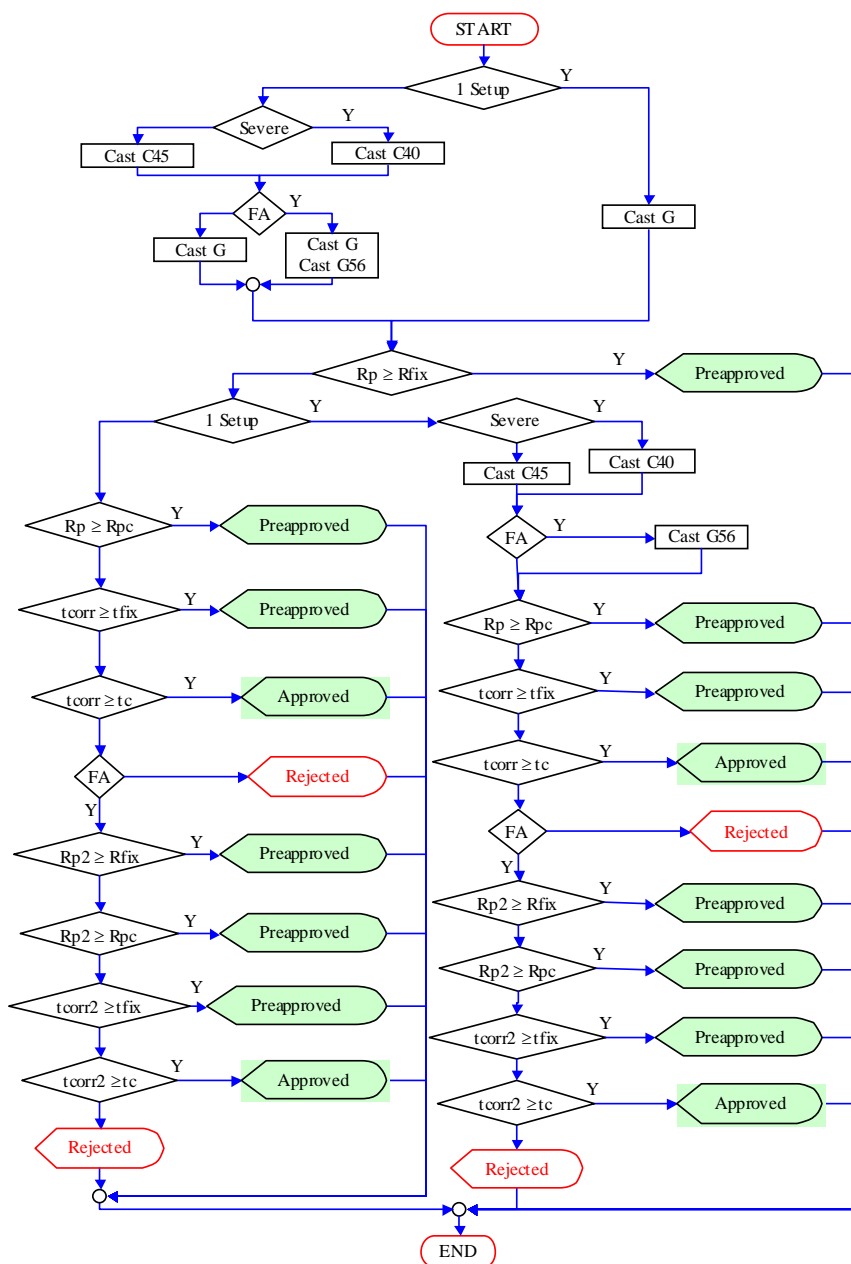 START
1 Setup
Y
Severe
Y
Cast C45
Cast C40
FA
Y
Cast G
Cast G
Cast G56
Cast G
Rp ≥ Rfix
Y
Preapproved
1 Setup
Y
Severe
Y
Cast C45
Cast C40
Rp ≥ Rpc
Y
Preapproved
FA
Y
Cast G56
tcorr ≥ tfix
Y
Preapproved
Rp ≥ Rpc
Y
Preapproved
tcorr ≥ tc
Y
Approved
tcorr ≥ tfix
Y
Preapproved
FA
Rejected
Y
tcorr ≥ tc
Y
Approved
FA
Rejected
Y
Rp2 ≥ Rfix
Y
Preapproved
Rp2 ≥ Rfix
Y
Preapproved
Rp2 ≥ Rpc
Y
Preapproved
Rp2 ≥ Rpc
Y
Preapproved
tcorr2 ≥tfix
Y
Preapproved
tcorr2 ≥tfix
Y
Preapproved
tcorr2 ≥tc
Y
Approved
tcorr2 ≥tc
Y
Approved
Rejected
Rejected
END